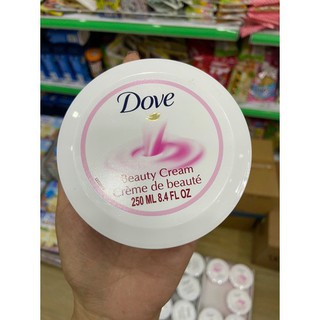 Dove
Beauty Cream
Crème de beauté
250 ML 8.4 FL OZ